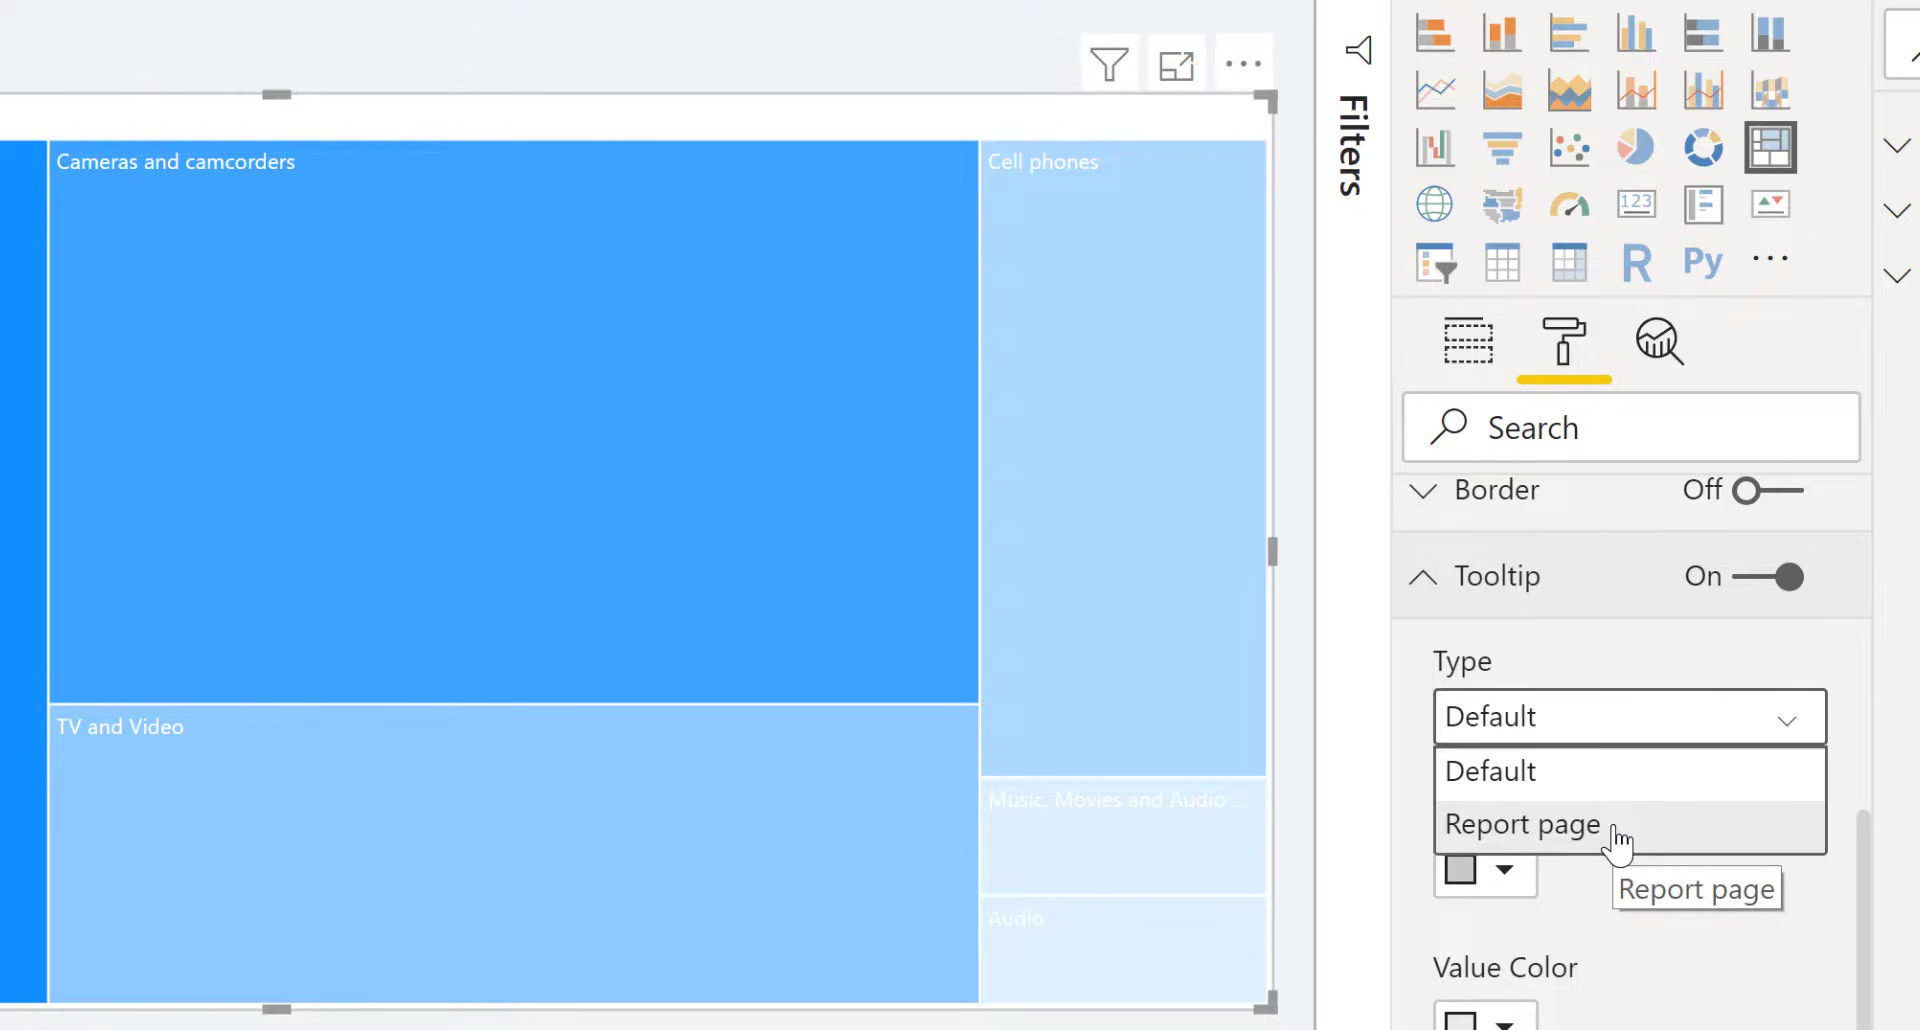 Cameras and camcorders
Cell phones
TV and Video
Music, Movies and Audio ...
Audio
Filters
123
R
Py
Search
Border
Off
Tooltip
On
Type
Default
Default
Report page
Report page
Value Color